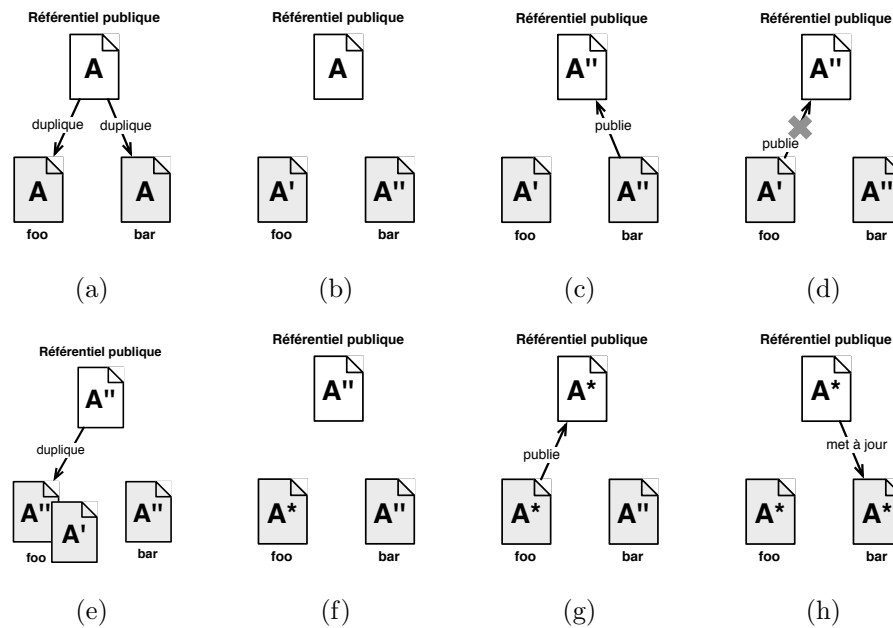 Référentiel publique Référentiel publique Référentiel publique Référentiel publique
A A A" A"
duplique duplique publie publie
A A A' A" A' A" A' A"
foo bar foo bar foo bar foo bar
(a) (b) (c) (d)
Référentiel publique Référentiel publique Référentiel publique Référentiel publique
A" A" A* A*
duplique publie met à jour
A" A' A" A* A" A* A" A* A*
foo bar foo bar foo bar foo bar
(e) (f) (g) (h)